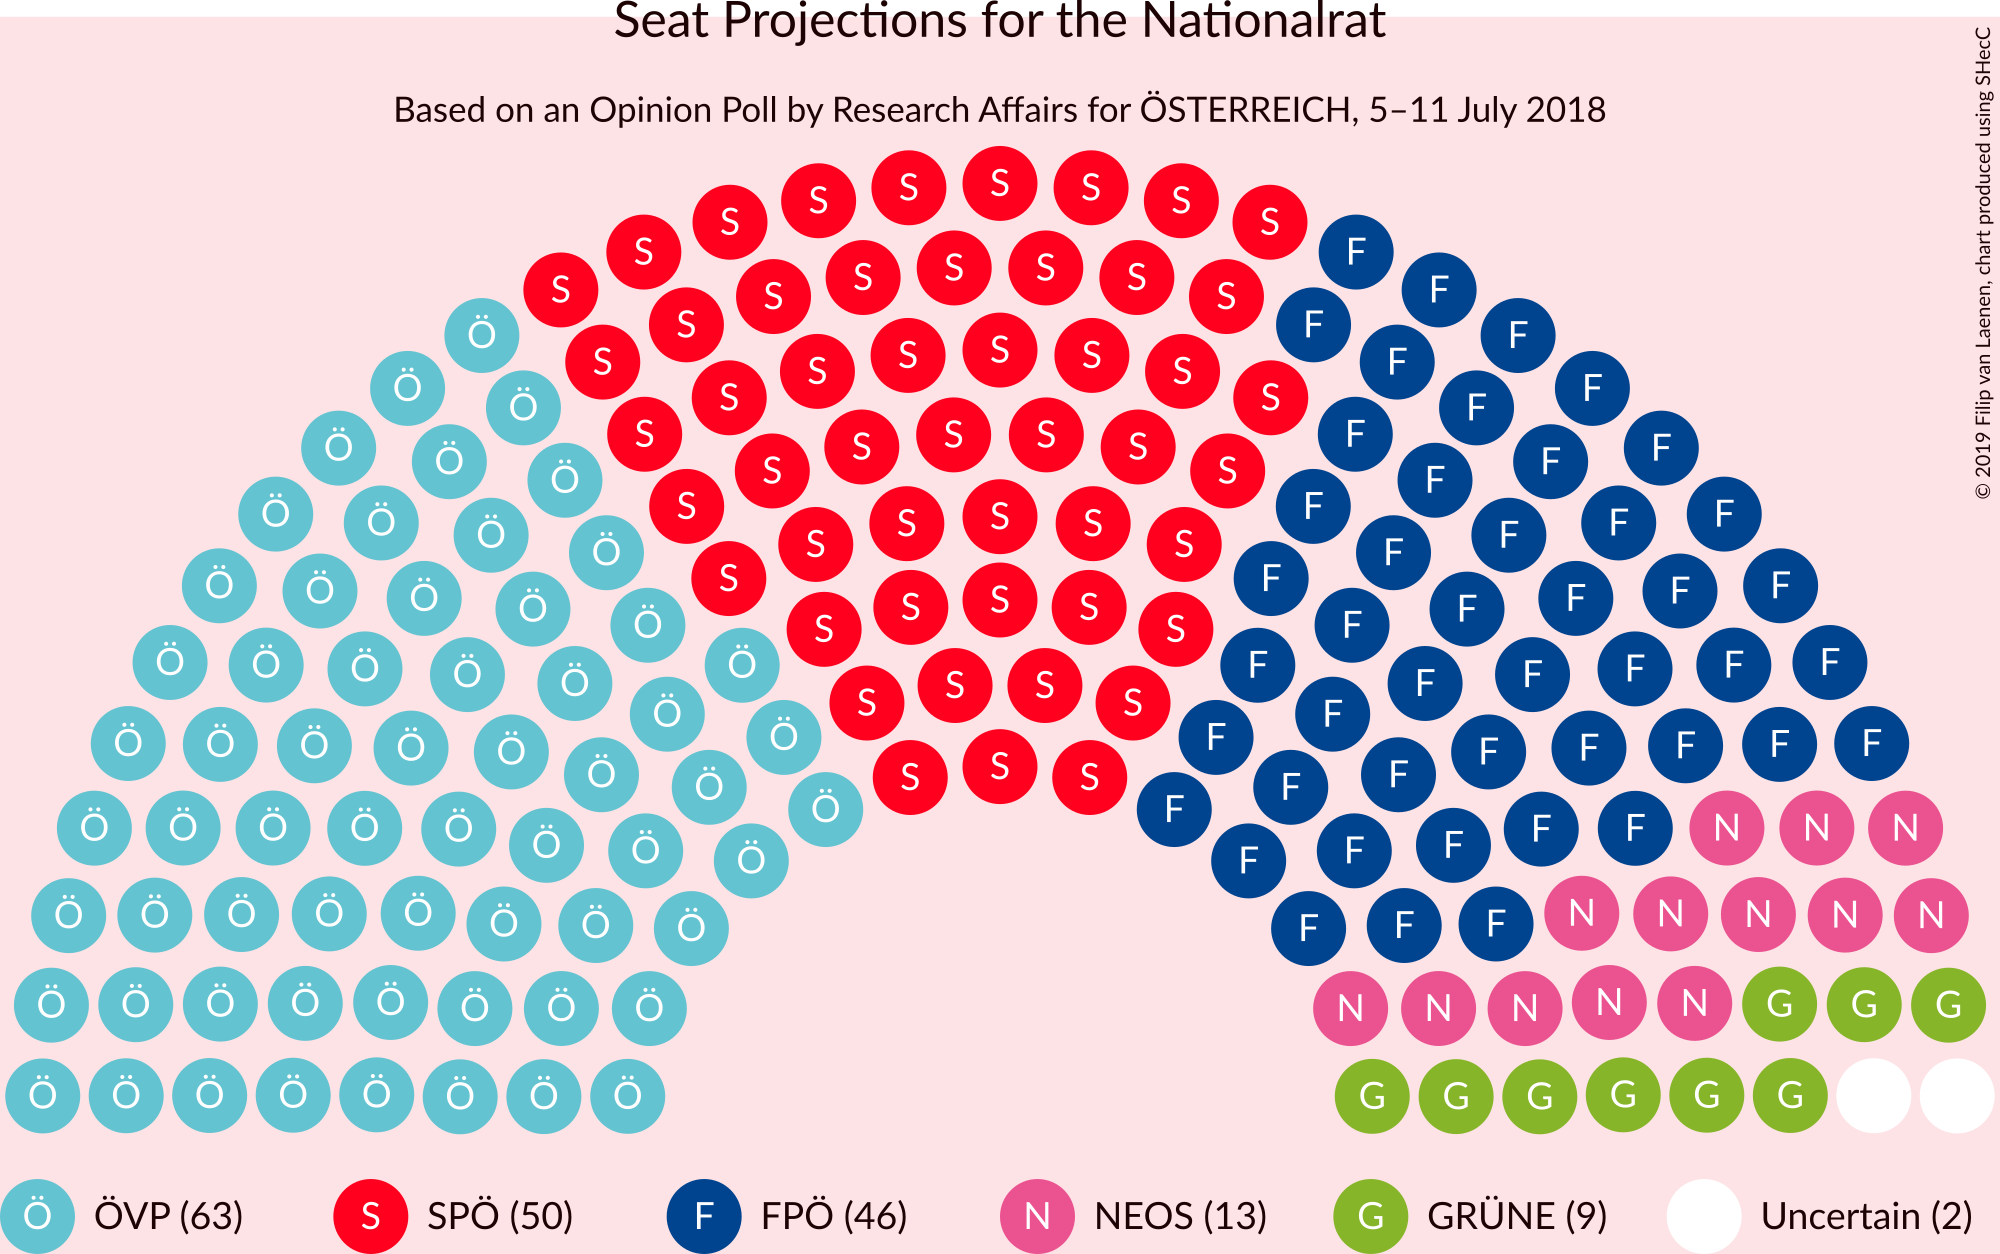 Seat Projections for the Nationalrat
Based on an Opinion Poll by Research Affairs for ÖSTERREICH, 5–11 July 2018
© 2019 Filip van Laenen, chart produced using SHecC
S S S S S S S
S S F
S S S S S S F
Ö S S S F F F
S S S S S F
Ö Ö S S S F F F
Ö Ö S S S S S F F F
Ö Ö S S S S F F
Ö Ö Ö S S S S F F F F
Ö S S F F
Ö Ö Ö Ö S S S S F F F F
Ö Ö S S F F
Ö Ö Ö Ö Ö Ö S S F F F F F F
Ö S S F F
Ö Ö Ö Ö Ö Ö S S F F F F F F
Ö Ö S F F
Ö Ö Ö Ö S S F F F F N N N
Ö Ö Ö Ö F F F F
Ö Ö Ö Ö Ö Ö Ö Ö F F F N N N N N
Ö Ö Ö Ö Ö Ö Ö Ö N N N N N G G G
Ö Ö Ö Ö Ö Ö Ö Ö G G G G G G
Ö ÖVP (63) S SPÖ (50) F FPÖ (46) N NEOS (13) G GRÜNE (9) Uncertain (2)